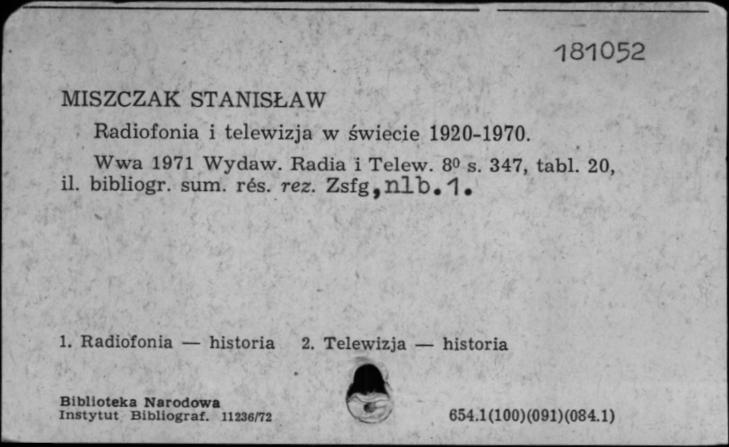 181052
MISZCZAK STANISŁAW
Radiofonia i telewizja w świecie 1920-1970.
Wwa 1971 Wydaw. Radia i Telew. 8⁰ s. 347, tabl. 20,
il. bibliogr. sum. rés. rez. Zsfg,nlb.1.
1. Radiofonia — historia 2. Telewizja — historia
Biblioteka Narodowa
Instytut Bibliograf. 11236/72 654.1(100)(091)(084.1)